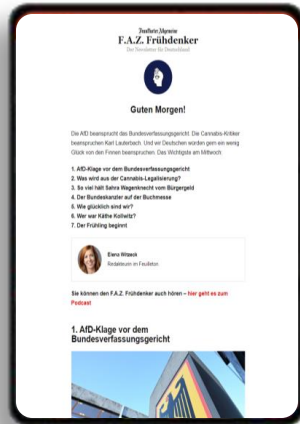 Frankfurter Allgemeine
F.A.Z. Frühdenker
Der Newsletter für Deutschland
Guten Morgen!
Die AfD beansprucht das Bundesverfassungsgericht. Die Cannabis-Kritiker
beanspruchen Karl Lauterbach. Und wir Deutschen würden gern ein wenig
Glück von den Finnen beanspruchen. Das Wichtigste am Mittwoch:
1. AfD-Klage vor dem Bundesverfassungsgericht
2. Was wird aus der Cannabis-Legalisierung?
3. So viel hält Sahra Wagenknecht vom Bürgergeld
4. Der Bundeskanzler auf der Buchmesse
5. Wie glücklich sind wir?
6. Wer war Käthe Kollwitz?
7. Der Frühling beginnt
Elena Witzeck
Redakteurin im Feuilleton.
Sie können den F.A.Z. Frühdenker auch hören – hier geht es zum
Podcast
1. AfD-Klage vor dem
Bundesverfassungsgericht